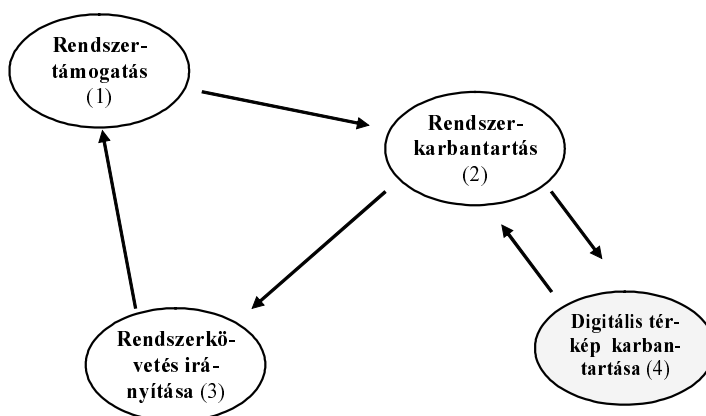 Rendszer-
támogatás
(1)
Rendszer-
karbantartás
(2)
Rendszerkö-
vetés irá-
nyítása (3)
Digitális tér-
kép karban-
tartása (4)